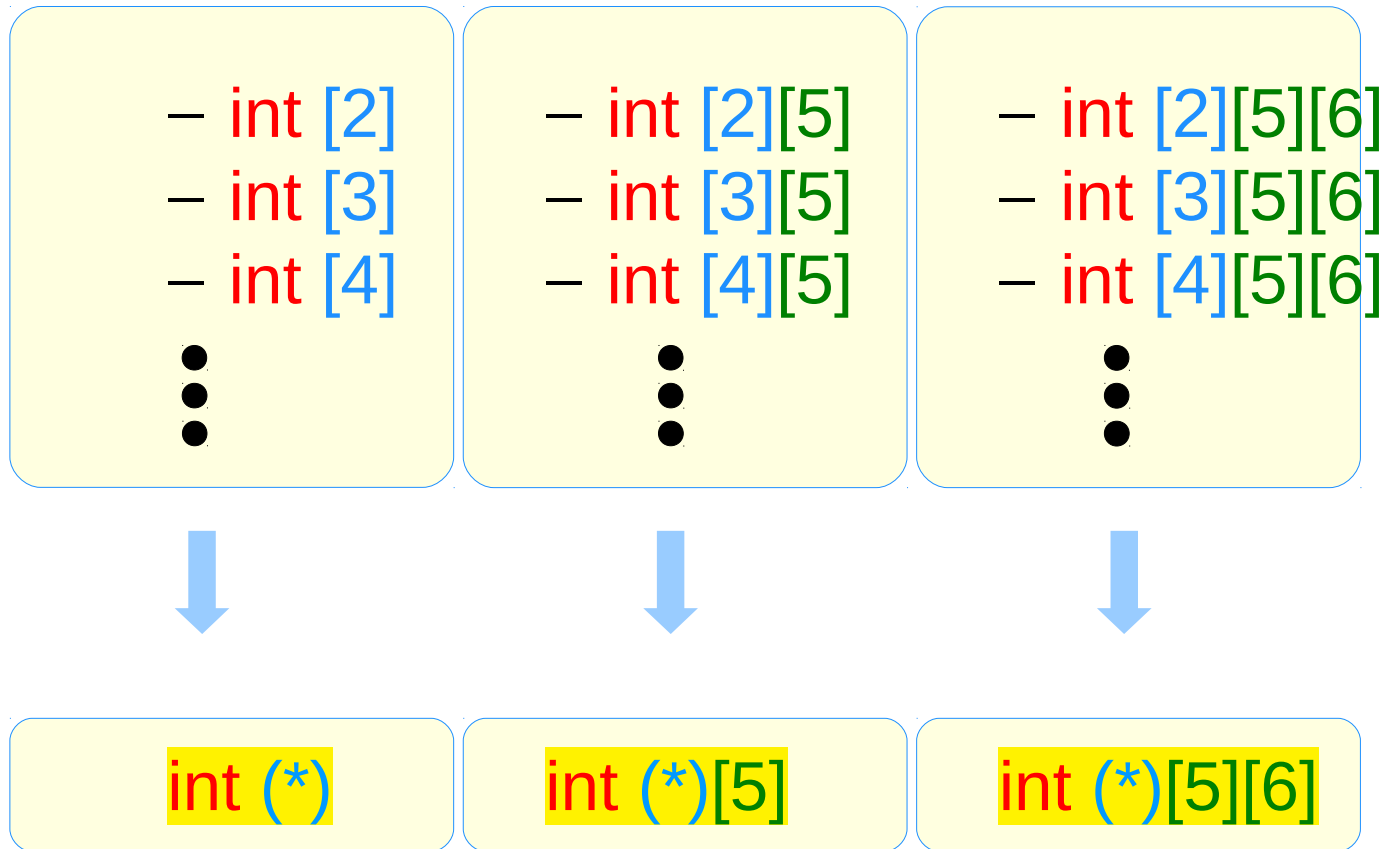 – int [2]
– int [3]
– int [4]
– int [2][5]
– int [3][5]
– int [4][5]
– int [2][5][6]
– int [3][5][6]
– int [4][5][6]
int (*)
int (*)[5]
int (*)[5][6]